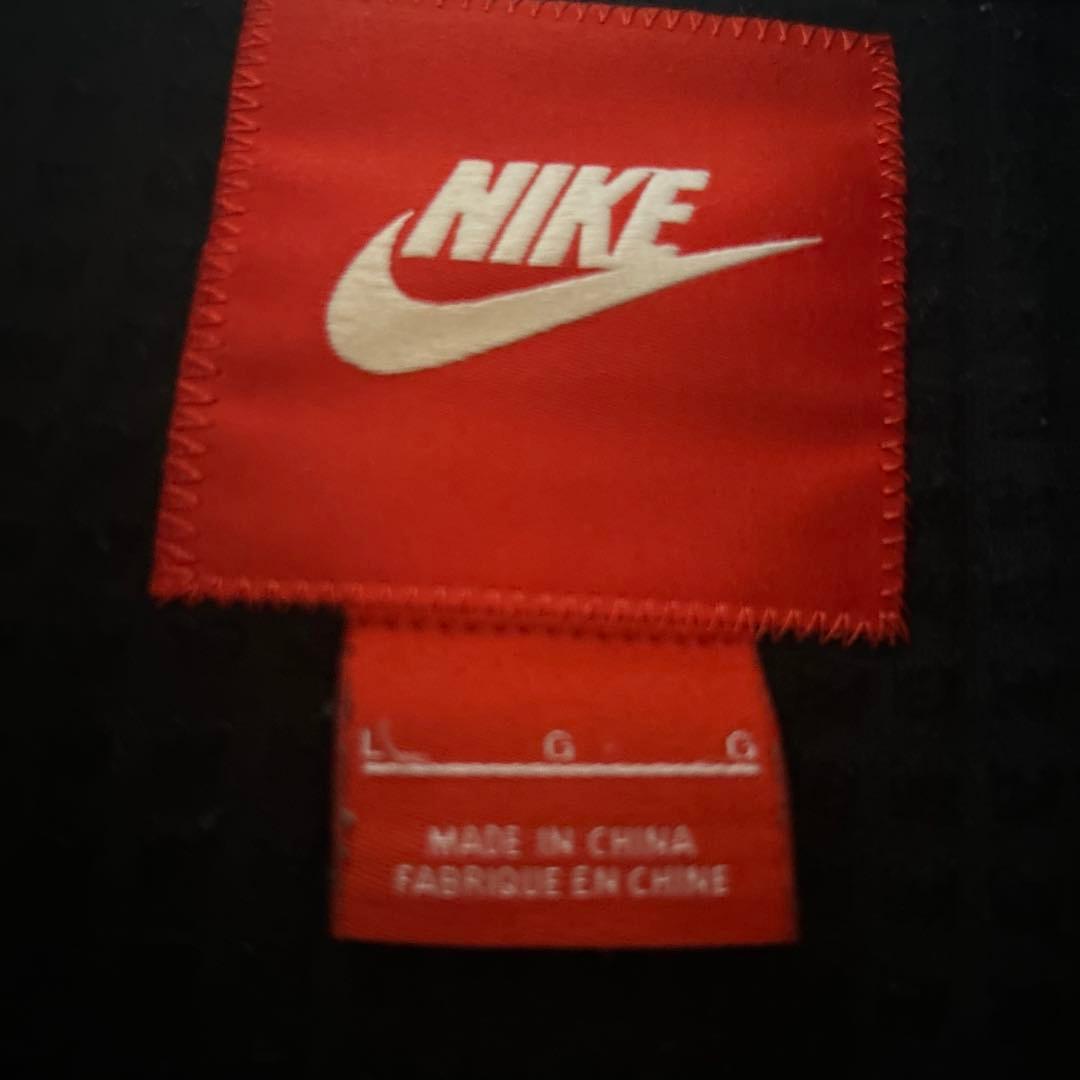 NIKE
L G G
MADE IN CHINA
FABRIQUE EN CHINE